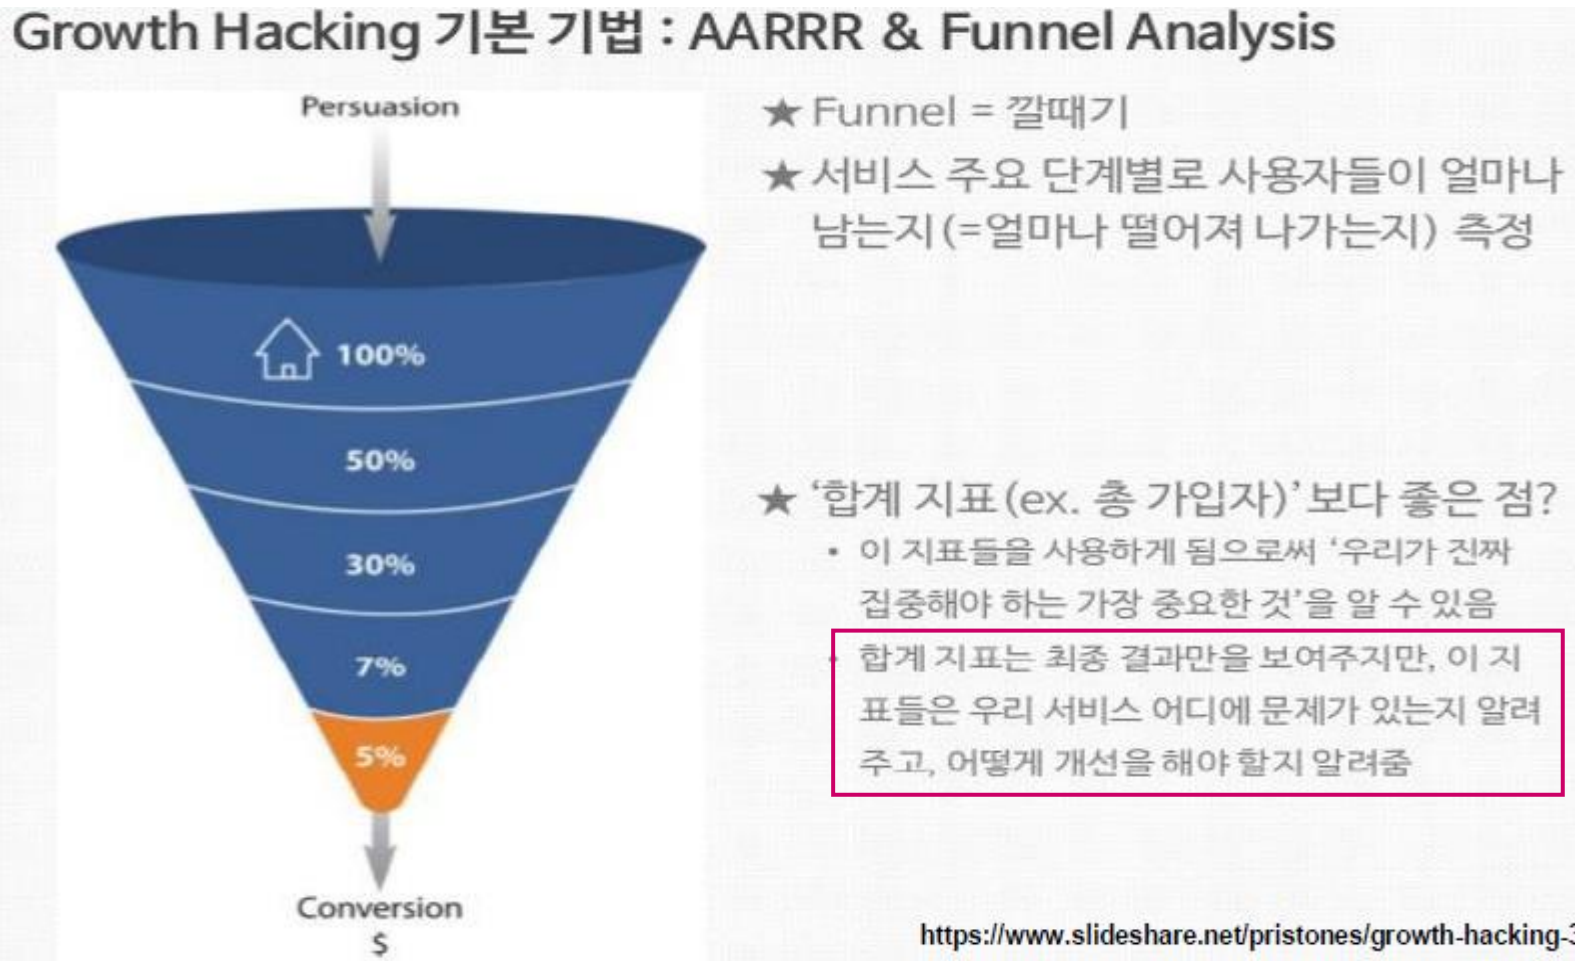 Growth Hacking 기본 기법 : AARRR & Funnel Analysis
Persuasion
100%
50%
30%
7%
5%
Conversion
$
★ Funnel = 깔때기
★ 서비스 주요 단계별로 사용자들이 얼마나
남는지(=얼마나 떨어져 나가는지) 측정
★ ‘합계 지표(ex. 총 가입자)’보다 좋은 점?
• 이 지표들을 사용하게 됨으로써 ‘우리가 진짜
집중해야 하는 가장 중요한 것’을 알 수 있음
• 합계 지표는 최종 결과만을 보여주지만, 이 지
표들은 우리 서비스 어디에 문제가 있는지 알려
주고, 어떻게 개선을 해야 할지 알려줌
https://www.slideshare.net/pristones/growth-hacking-3